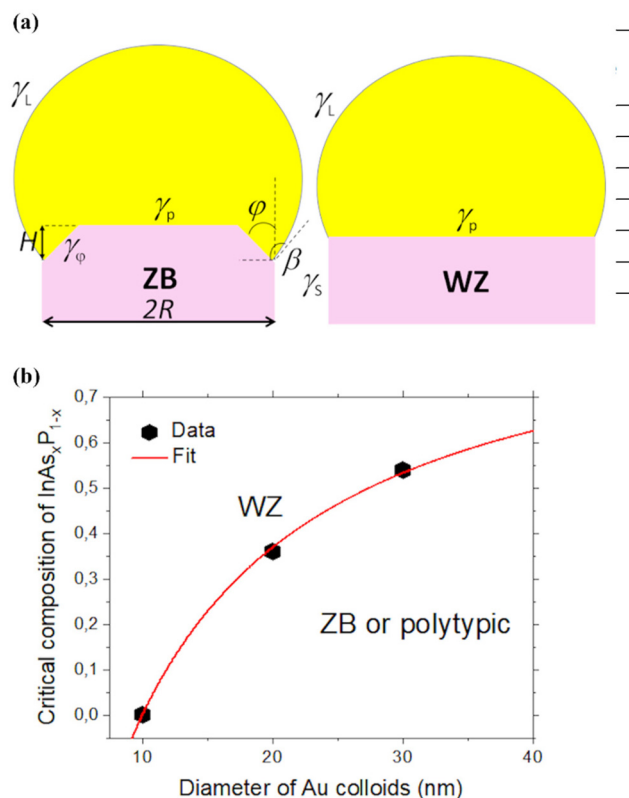 (a)
γL
γL
γp
φ
γp
H
γφ
β
ZB
γS
WZ
2R
(b)
Critical composition of InAsxP1-x
0,7
0,6
0,5
0,4
0,3
0,2
0,1
0,0
Data
Fit
WZ
ZB or polytypic
10
20
30
40
Diameter of Au colloids (nm)